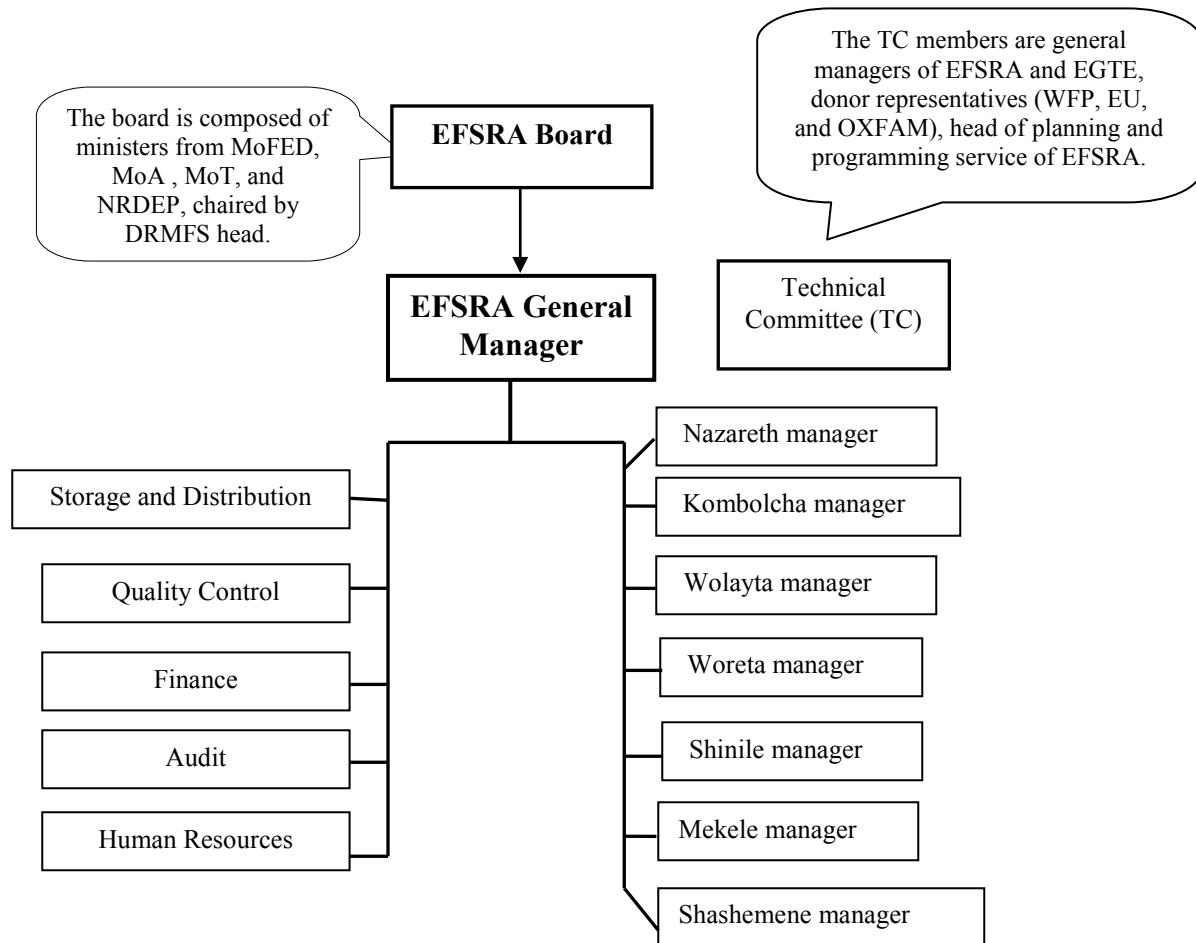 The TC members are general
managers of EFSRA and EGTE,
donor representatives (WFP, EU,
and OXFAM), head of planning and
programming service of EFSRA.
The board is composed of
ministers from MoFED,
MoA , MoT, and
NRDEP, chaired by
DRMFS head.
EFSRA Board
EFSRA General
Manager
Technical
Committee (TC)
Storage and Distribution
Quality Control
Finance
Audit
Human Resources
Nazareth manager
Kombolcha manager
Wolayta manager
Woreta manager
Shinile manager
Mekele manager
Shashemene manager